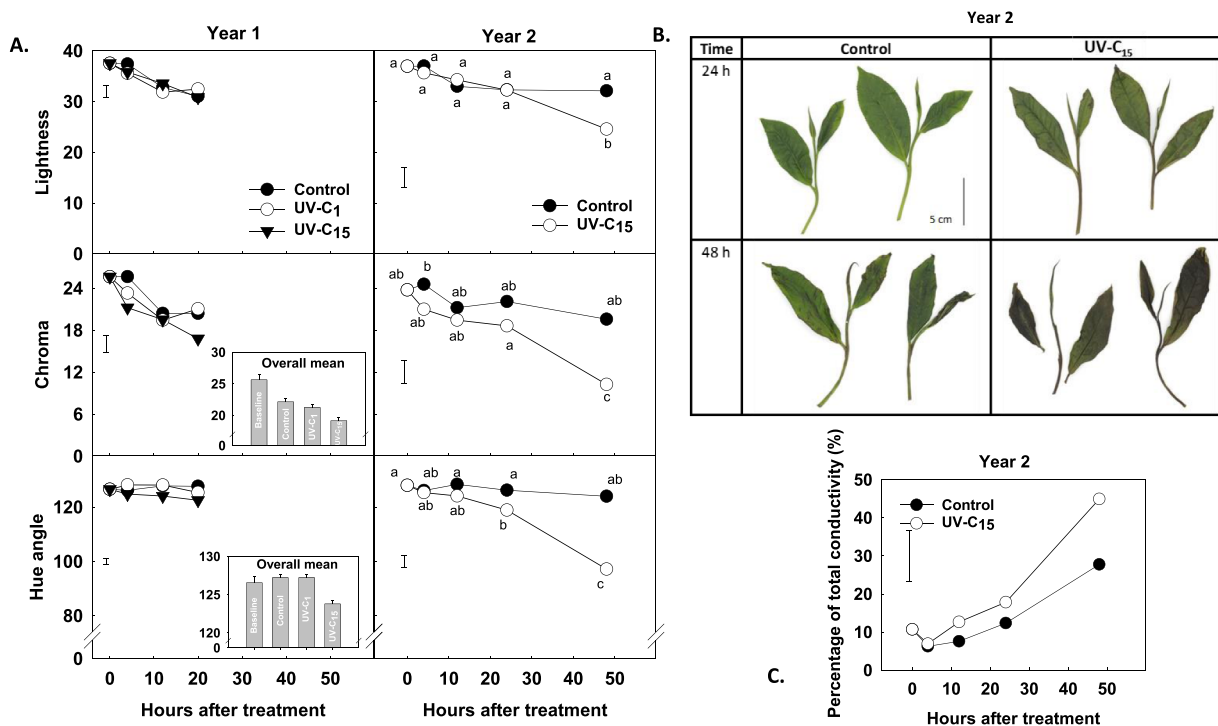 Year 1
Year 2
A.
Lightness
40
30
20
10
0
Control
UV-C1
UV-C15
a
a
a
a
a
a
a
a
b
Control
UV-C15
Chroma
24
18
12
6
0
30
25
20
0
Overall mean
Baseline
Control
UV-C1
UV-C15
ab
b
ab
ab
ab
ab
ab
a
c
Hue angle
120
100
80
0
130
125
120
0
Overall mean
Baseline
Control
UV-C1
UV-C15
a
ab
a
a
ab
ab
ab
b
c
0 10 20 30 40 50
0 10 20 30 40 50
Hours after treatment
Hours after treatment
B.
Year 2
Time Control UV-C15
24 h
5 cm
48 h
C.
Year 2
Percentage of total conductivity (%)
50
40
30
20
10
0
Control
UV-C15
0 10 20 30 40 50
Hours after treatment